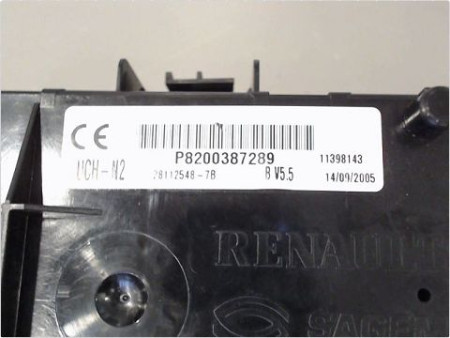 CE
P8200387289
11398143
UCH-N2
28112548-7B
B V5.5
14/09/2005
RENAULT
SAGEM